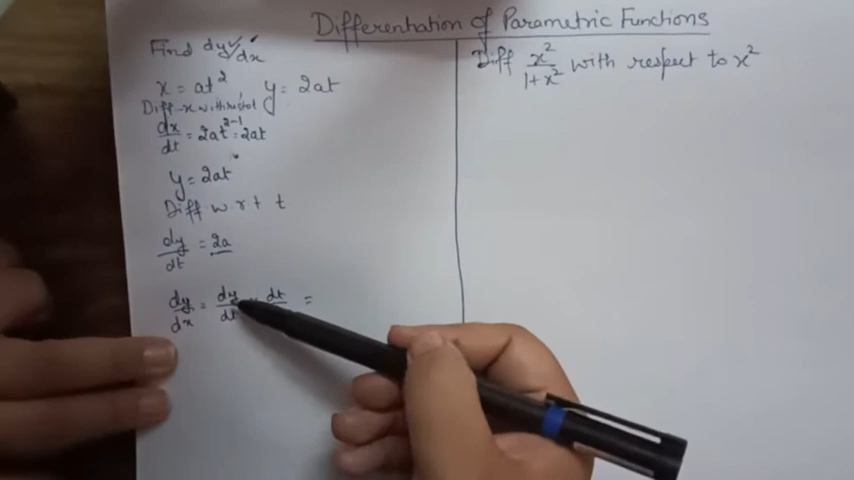 Differentiation of Parametric Functions
Find dy/dx
x = at² y = 2at
Diff x with res to t
dx/dt = 2at²⁻¹ = 2at
y = 2at
Diff w.r.t t
dy/dt = 2a
dy/dx = dy/dt × dt =
Diff x²/1+x² with respect to x²